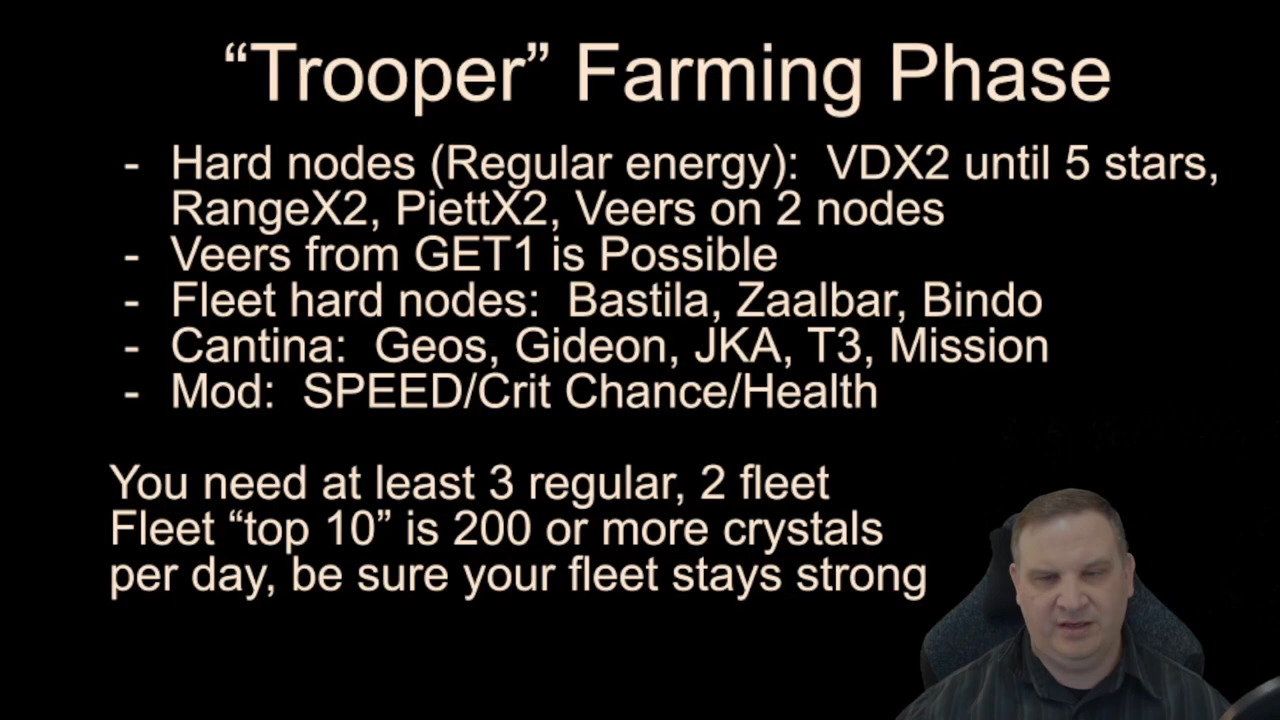 “Trooper” Farming Phase
- Hard nodes (Regular energy):  VDX2 until 5 stars,
RangeX2, PiettX2, Veers on 2 nodes
- Veers from GET1 is Possible
- Fleet hard nodes:  Bastila, Zaalbar, Bindo
- Cantina:  Geos, Gideon, JKA, T3, Mission
- Mod:  SPEED/Crit Chance/Health
You need at least 3 regular, 2 fleet
Fleet “top 10” is 200 or more crystals
per day, be sure your fleet stays strong